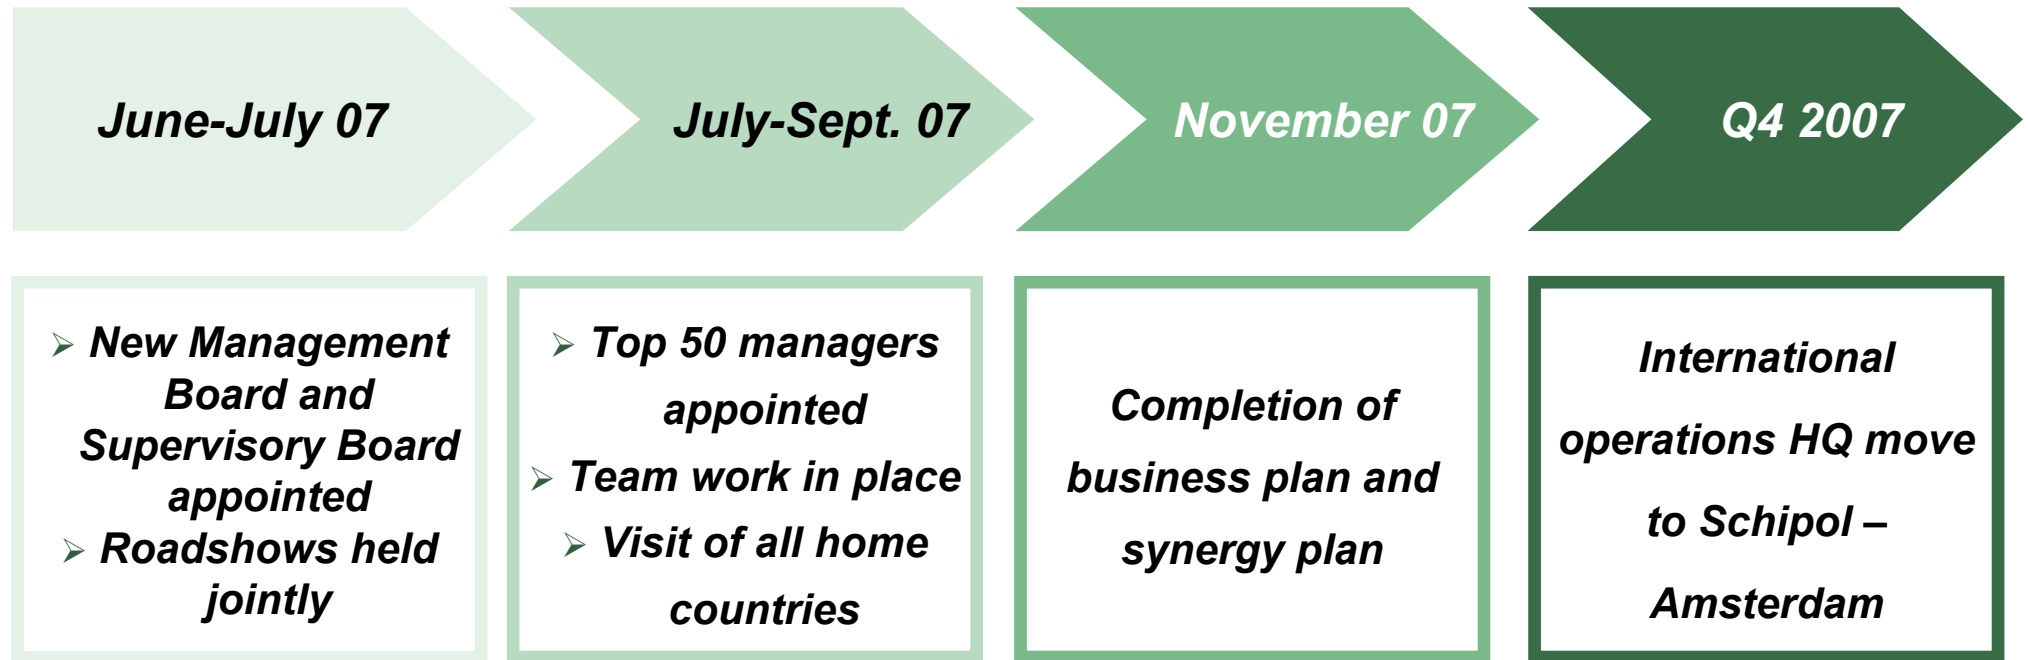 June-July 07
July-Sept. 07
November 07
Q4 2007
➢ New Management
Board and
Supervisory Board
appointed
➢ Roadshows held
jointly
➢ Top 50 managers
appointed
➢ Team work in place
➢ Visit of all home
countries
Completion of
business plan and
synergy plan
International
operations HQ move
to Schipol –
Amsterdam